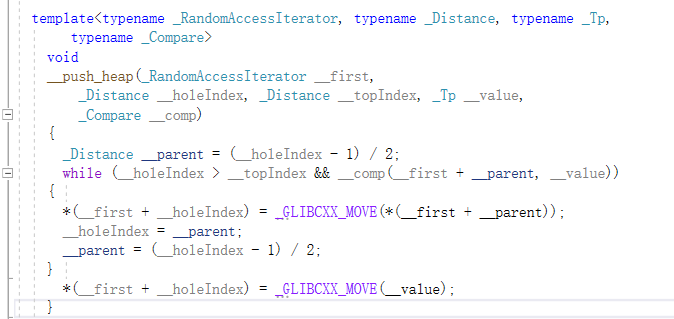 template<typename _RandomAccessIterator, typename _Distance, typename _Tp,
typename _Compare>
void
__push_heap(_RandomAccessIterator __first,
_Distance __holeIndex, _Distance __topIndex, _Tp __value,
_Compare __comp)
{
_Distance __parent = (__holeIndex - 1) / 2;
while (__holeIndex > __topIndex && __comp(__first + __parent, __value))
{
*(__first + __holeIndex) = _GLIBCXX_MOVE(*(__first + __parent));
__holeIndex = __parent;
__parent = (__holeIndex - 1) / 2;
}
*(__first + __holeIndex) = _GLIBCXX_MOVE(__value);
}